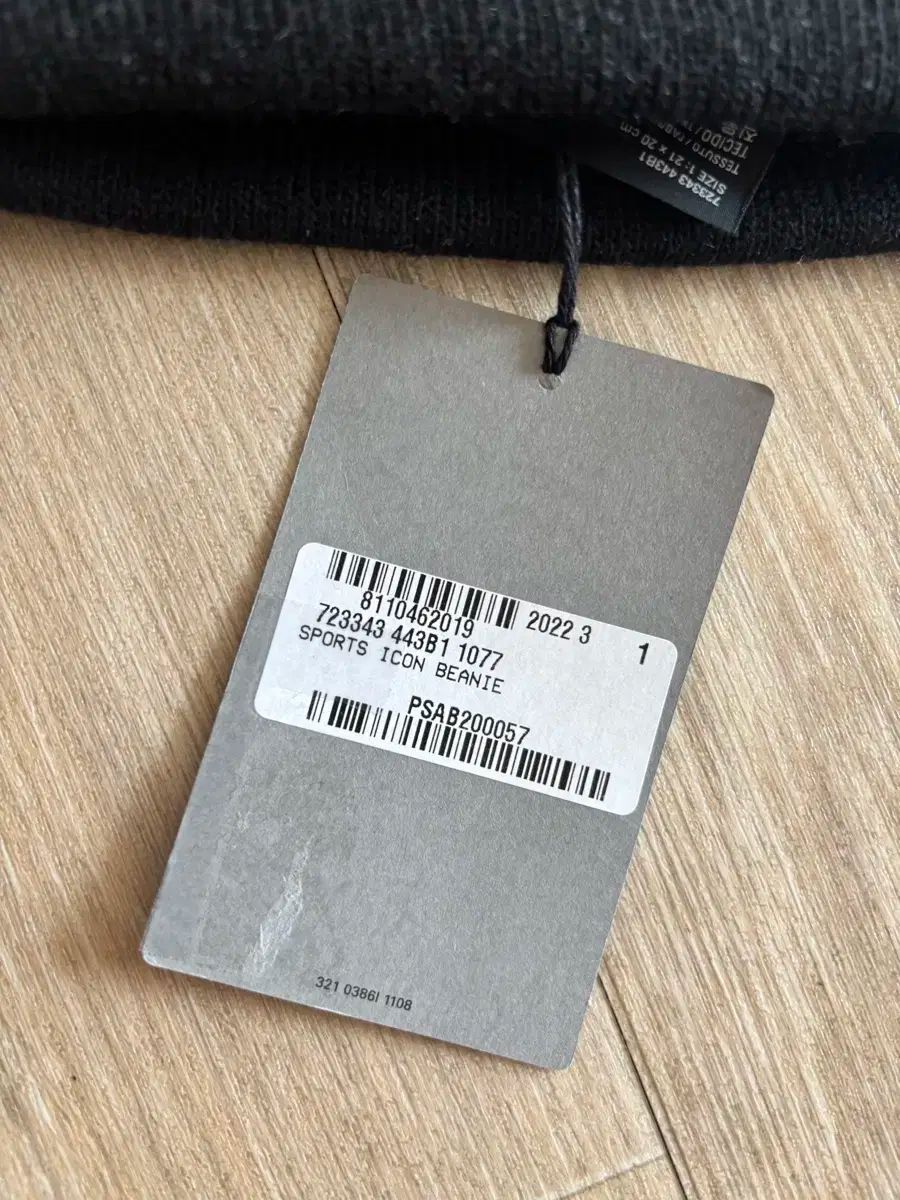 723343 443B1
SIZE 1: 21 x 20 cm
TESSUTO /
TECIDO /
8110462019
2022 3
1
723343 443B1 1077
SPORTS ICON BEANIE
PSAB200057
321 0386I 1108